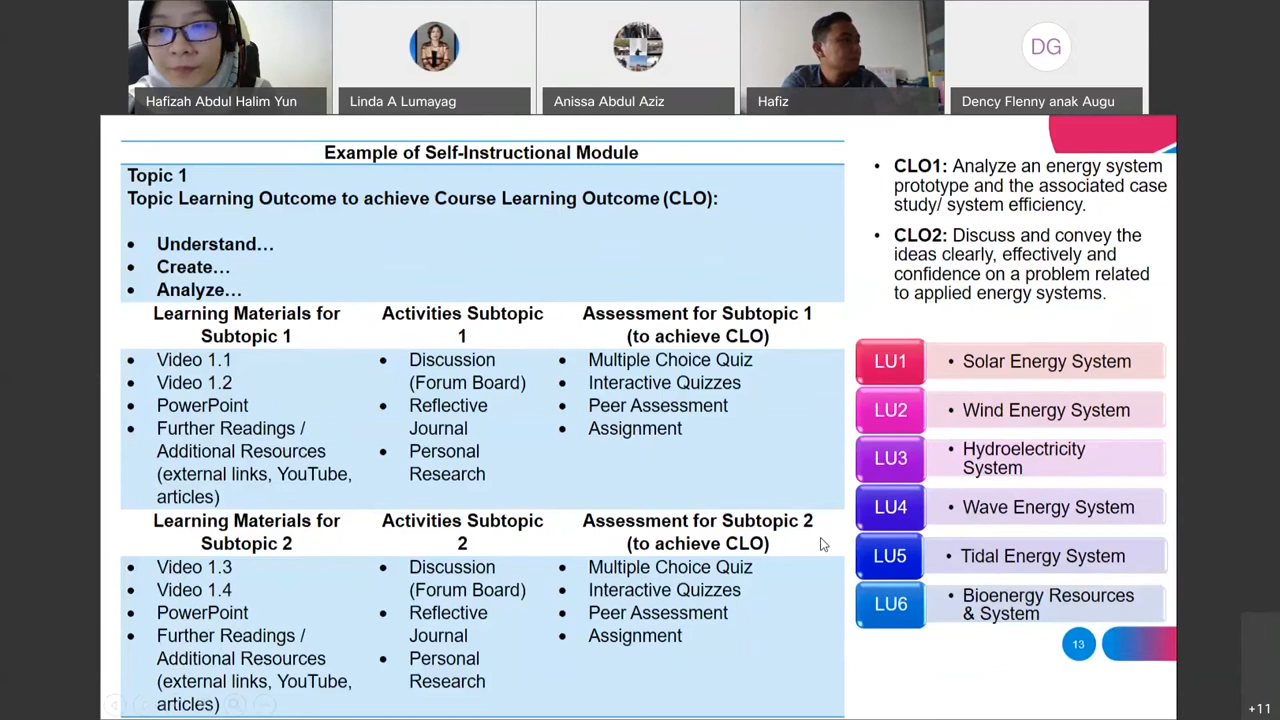 Hafizah Abdul Halim Yun
Linda A Lumayag
Anissa Abdul Aziz
Hafiz
DG
Dency Flenny anak Augu
Example of Self-Instructional Module
Topic 1
Topic Learning Outcome to achieve Course Learning Outcome (CLO):
• Understand…
• Create…
• Analyze…
Learning Materials for
Subtopic 1
Activities Subtopic
1
Assessment for Subtopic 1
(to achieve CLO)
• Video 1.1
• Video 1.2
• PowerPoint
• Further Readings /
Additional Resources
(external links, YouTube,
articles)
• Discussion
(Forum Board)
• Reflective
Journal
• Personal
Research
• Multiple Choice Quiz
• Interactive Quizzes
• Peer Assessment
• Assignment
Learning Materials for
Subtopic 2
Activities Subtopic
2
Assessment for Subtopic 2
(to achieve CLO)
• Video 1.3
• Video 1.4
• PowerPoint
• Further Readings /
Additional Resources
(external links, YouTube,
articles)
• Discussion
(Forum Board)
• Reflective
Journal
• Personal
Research
• Multiple Choice Quiz
• Interactive Quizzes
• Peer Assessment
• Assignment
• CLO1: Analyze an energy system
prototype and the associated case
study/ system efficiency.
• CLO2: Discuss and convey the
ideas clearly, effectively and
confidence on a problem related
to applied energy systems.
LU1 • Solar Energy System
LU2 • Wind Energy System
LU3 • Hydroelectricity
System
LU4 • Wave Energy System
LU5 • Tidal Energy System
LU6 • Bioenergy Resources
& System
13
+11